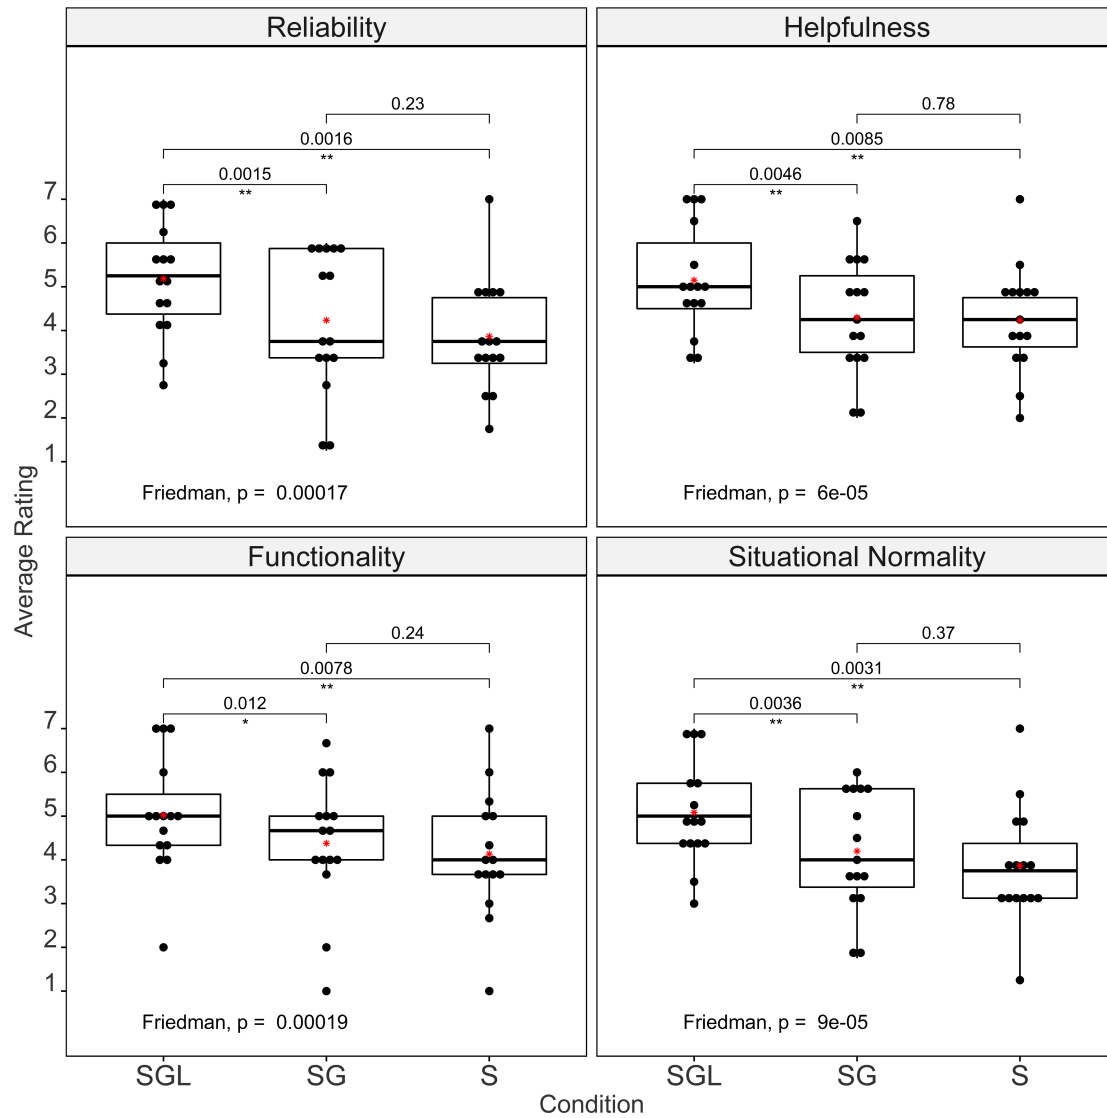 Reliability
0.23
0.0016
**
0.0015
**
7
6
5
4
3
2
1
Friedman, p = 0.00017
Helpfulness
0.78
0.0085
**
0.0046
**
Friedman, p = 6e-05
Average Rating
Functionality
0.24
0.0078
**
0.012
*
7
6
5
4
3
2
1
Friedman, p = 0.00019
SGL SG S
Situational Normality
0.37
0.0031
**
0.0036
**
Friedman, p = 9e-05
SGL SG S
Condition